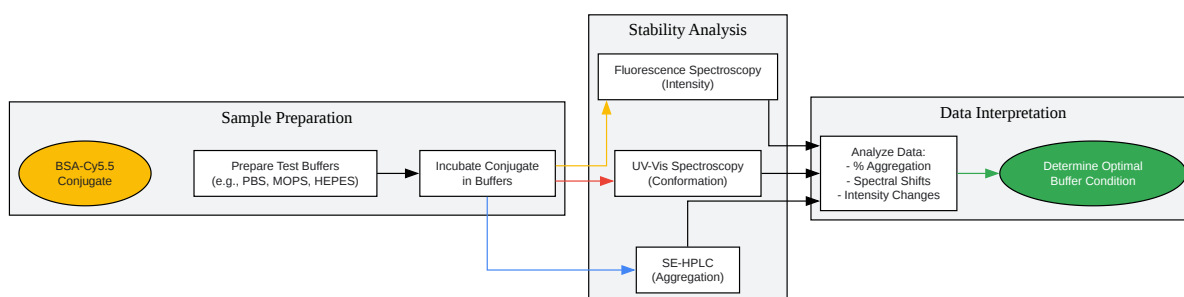 Sample Preparation
BSA-Cy5.5
Conjugate
Prepare Test Buffers
(e.g., PBS, MOPS, HEPES)
Incubate Conjugate
in Buffers
Stability Analysis
Fluorescence Spectroscopy
(Intensity)
UV-Vis Spectroscopy
(Conformation)
SE-HPLC
(Aggregation)
Data Interpretation
Analyze Data:
- % Aggregation
- Spectral Shifts
- Intensity Changes
Determine Optimal
Buffer Condition